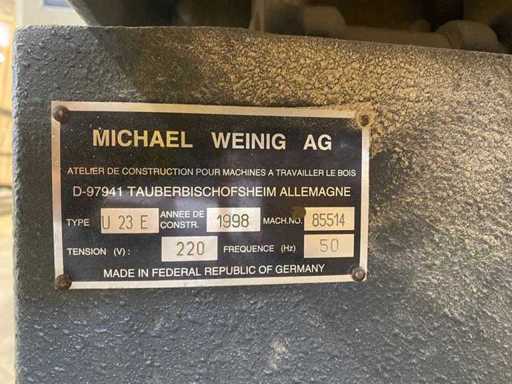 MICHAEL WEINIG AG
ATELIER DE CONSTRUCTION POUR MACHINES A TRAVAILLER LE BOIS
D-97941 TAUBERBISCHOFSHEIM ALLEMAGNE
TYPE U 23 E ANNEE DE CONSTR. 1998 MACH.NO. 85514
TENSION (V): 220 FREQUENCE (Hz) 50
MADE IN FEDERAL REPUBLIC OF GERMANY